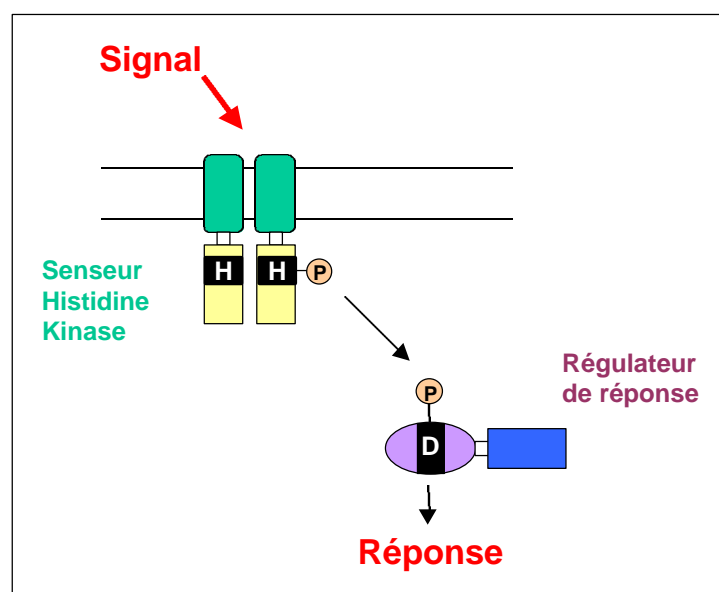 Signal
H
H
P
Senseur
Histidine
Kinase
Régulateur
de réponse
P
D
Réponse